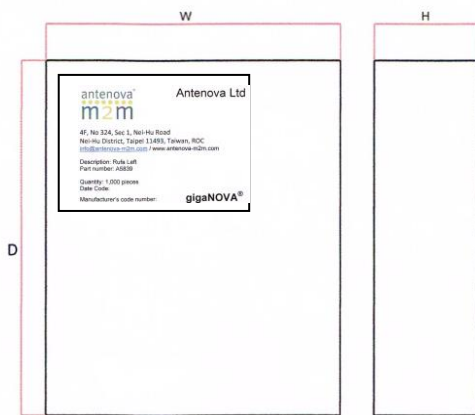 W
H
D
antenova®
m2m
Antenova Ltd
4F, No 324, Sec 1, Nei-Hu Road
Nei-Hu District, Taipei 11493, Taiwan, ROC
info@antenova-m2m.com / www.antenova-m2m.com
Description: Rufa Left
Part number: A5839
Quantity: 1,000 pieces
Date Code:
Manufacturer's code number:
gigaNOVA®